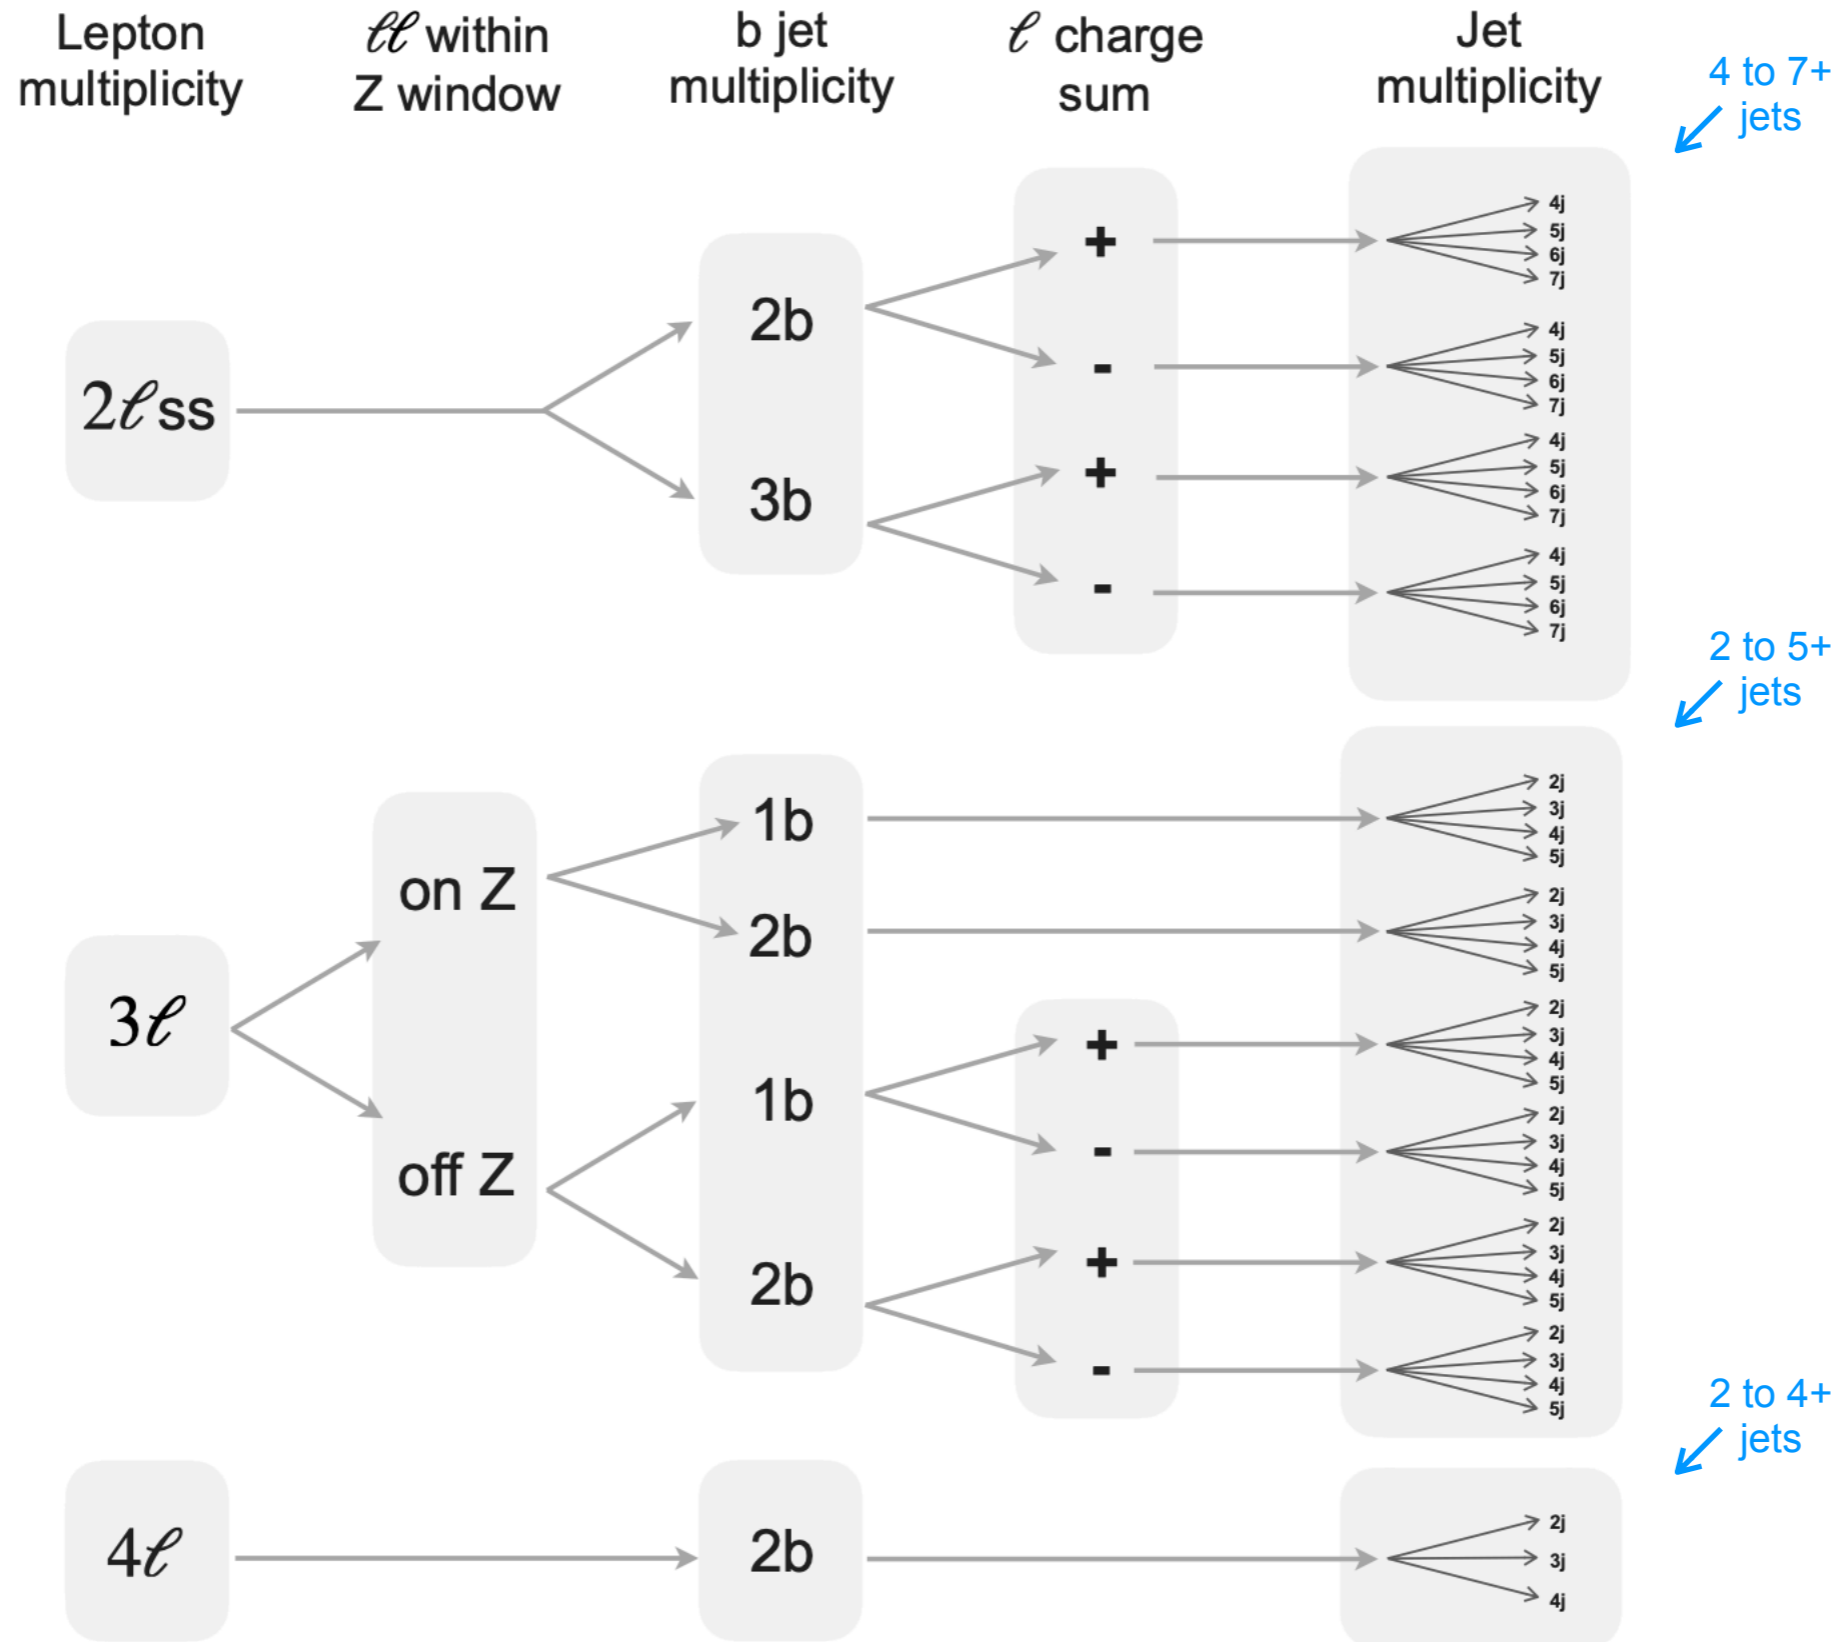 Lepton
multiplicity
ℓℓ within
Z window
b jet
multiplicity
ℓ charge
sum
Jet
multiplicity
4 to 7+
jets
2ℓ ss
2b
3b
+
-
+
-
4j
5j
6j
7j
4j
5j
6j
7j
4j
5j
6j
7j
4j
5j
6j
7j
2 to 5+
jets
3ℓ
on Z
off Z
1b
2b
1b
2b
+
-
+
-
2j
3j
4j
5j
2j
3j
4j
5j
2j
3j
4j
5j
2j
3j
4j
5j
2j
3j
4j
5j
2j
3j
4j
5j
2 to 4+
jets
4ℓ
2b
2j
3j
4j